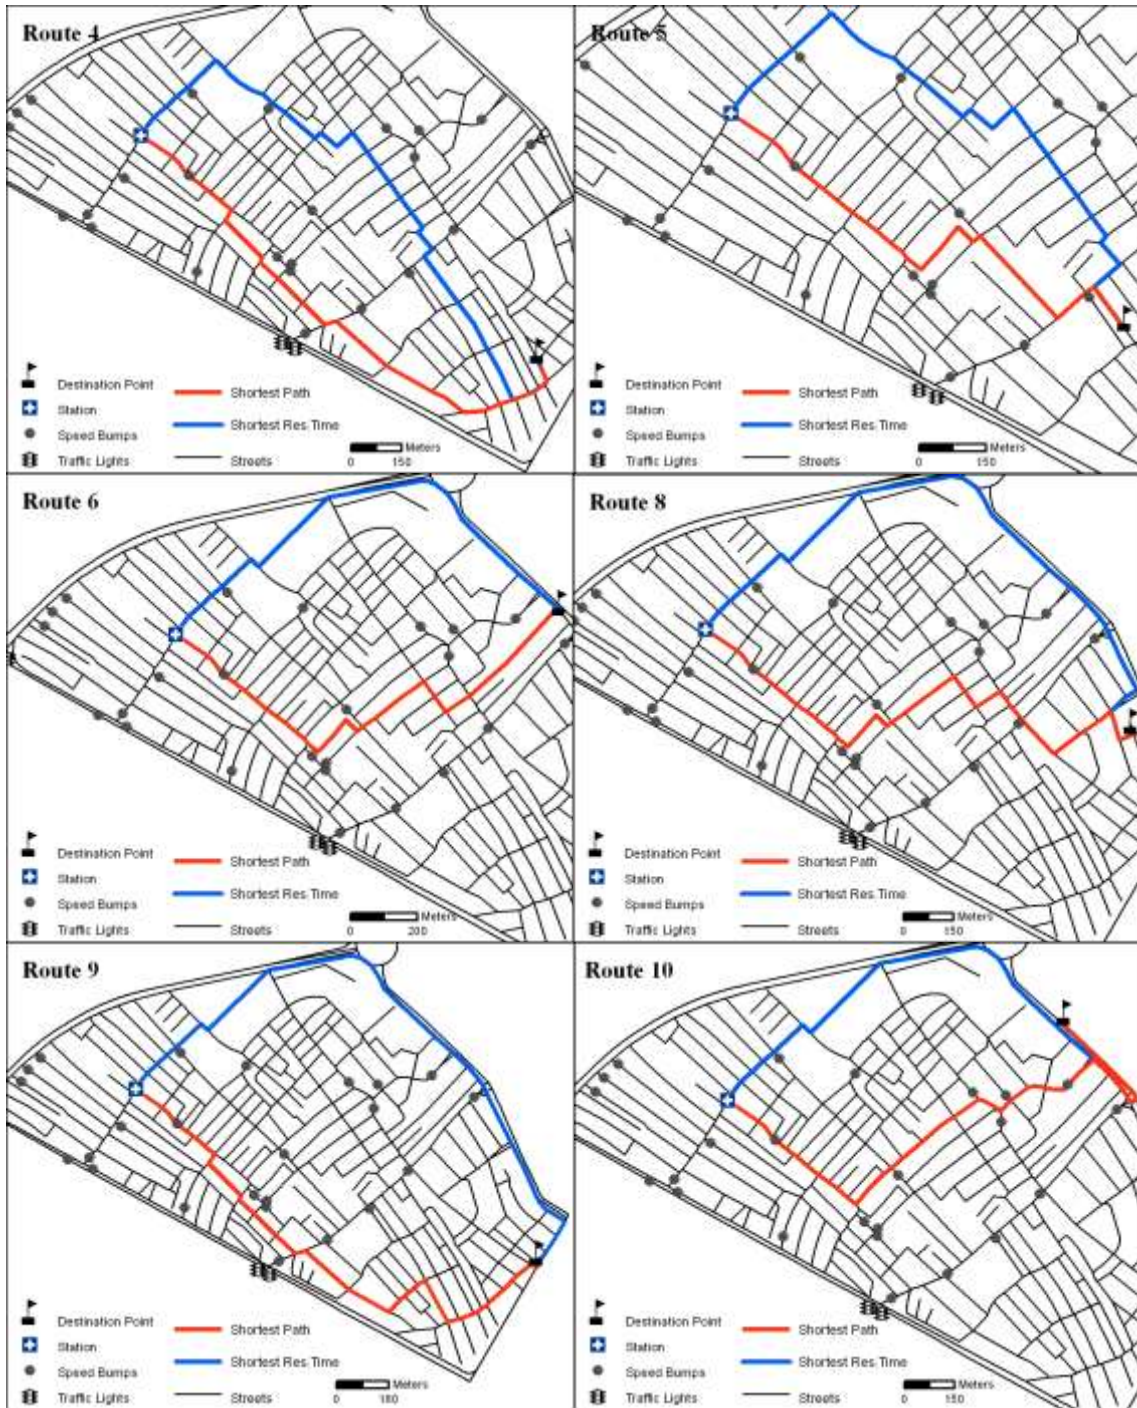 Route 4
Destination Point
Shortest Path
Station
Shortest Res. Time
Speed Bumps
Meters
Traffic Lights
Streets
0 150
Route 5
Destination Point
Shortest Path
Station
Shortest Res. Time
Speed Bumps
Meters
Traffic Lights
Streets
0 150
Route 6
Destination Point
Shortest Path
Station
Shortest Res. Time
Speed Bumps
Meters
Traffic Lights
Streets
0 200
Route 8
Destination Point
Shortest Path
Station
Shortest Res. Time
Speed Bumps
Meters
Traffic Lights
Streets
0 150
Route 9
Destination Point
Shortest Path
Station
Shortest Res. Time
Speed Bumps
Meters
Traffic Lights
Streets
0 180
Route 10
Destination Point
Shortest Path
Station
Shortest Res. Time
Speed Bumps
Meters
Traffic Lights
Streets
0 150